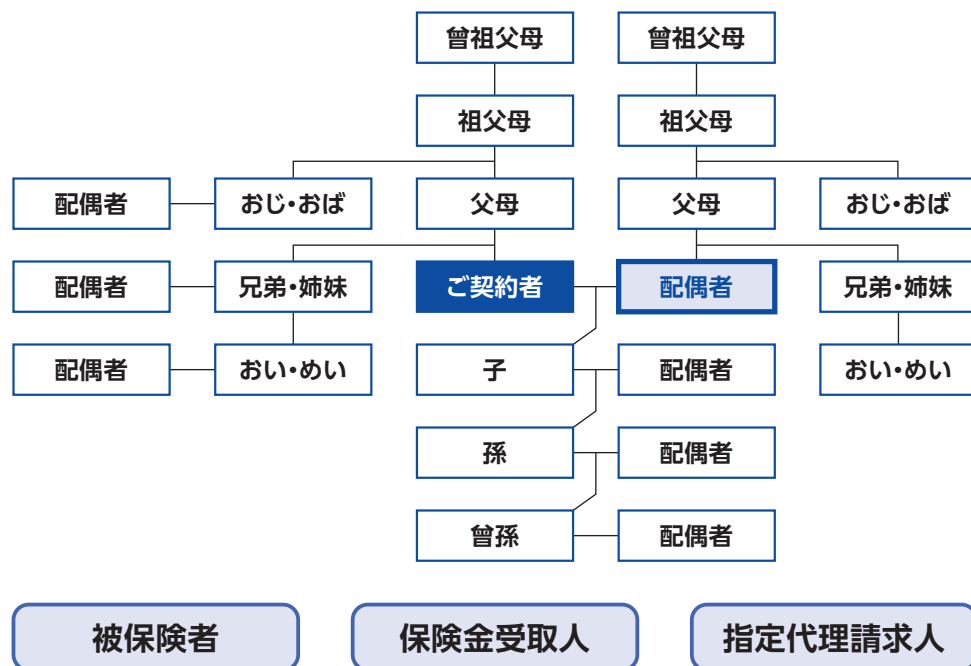 曾祖父母
曾祖父母
祖父母
祖父母
配偶者
おじ・おば
父母
父母
おじ・おば
配偶者
兄弟・姉妹
ご契約者
配偶者
兄弟・姉妹
配偶者
おい・めい
子
配偶者
おい・めい
孫
配偶者
曾孫
配偶者
被保険者
保険金受取人
指定代理請求人